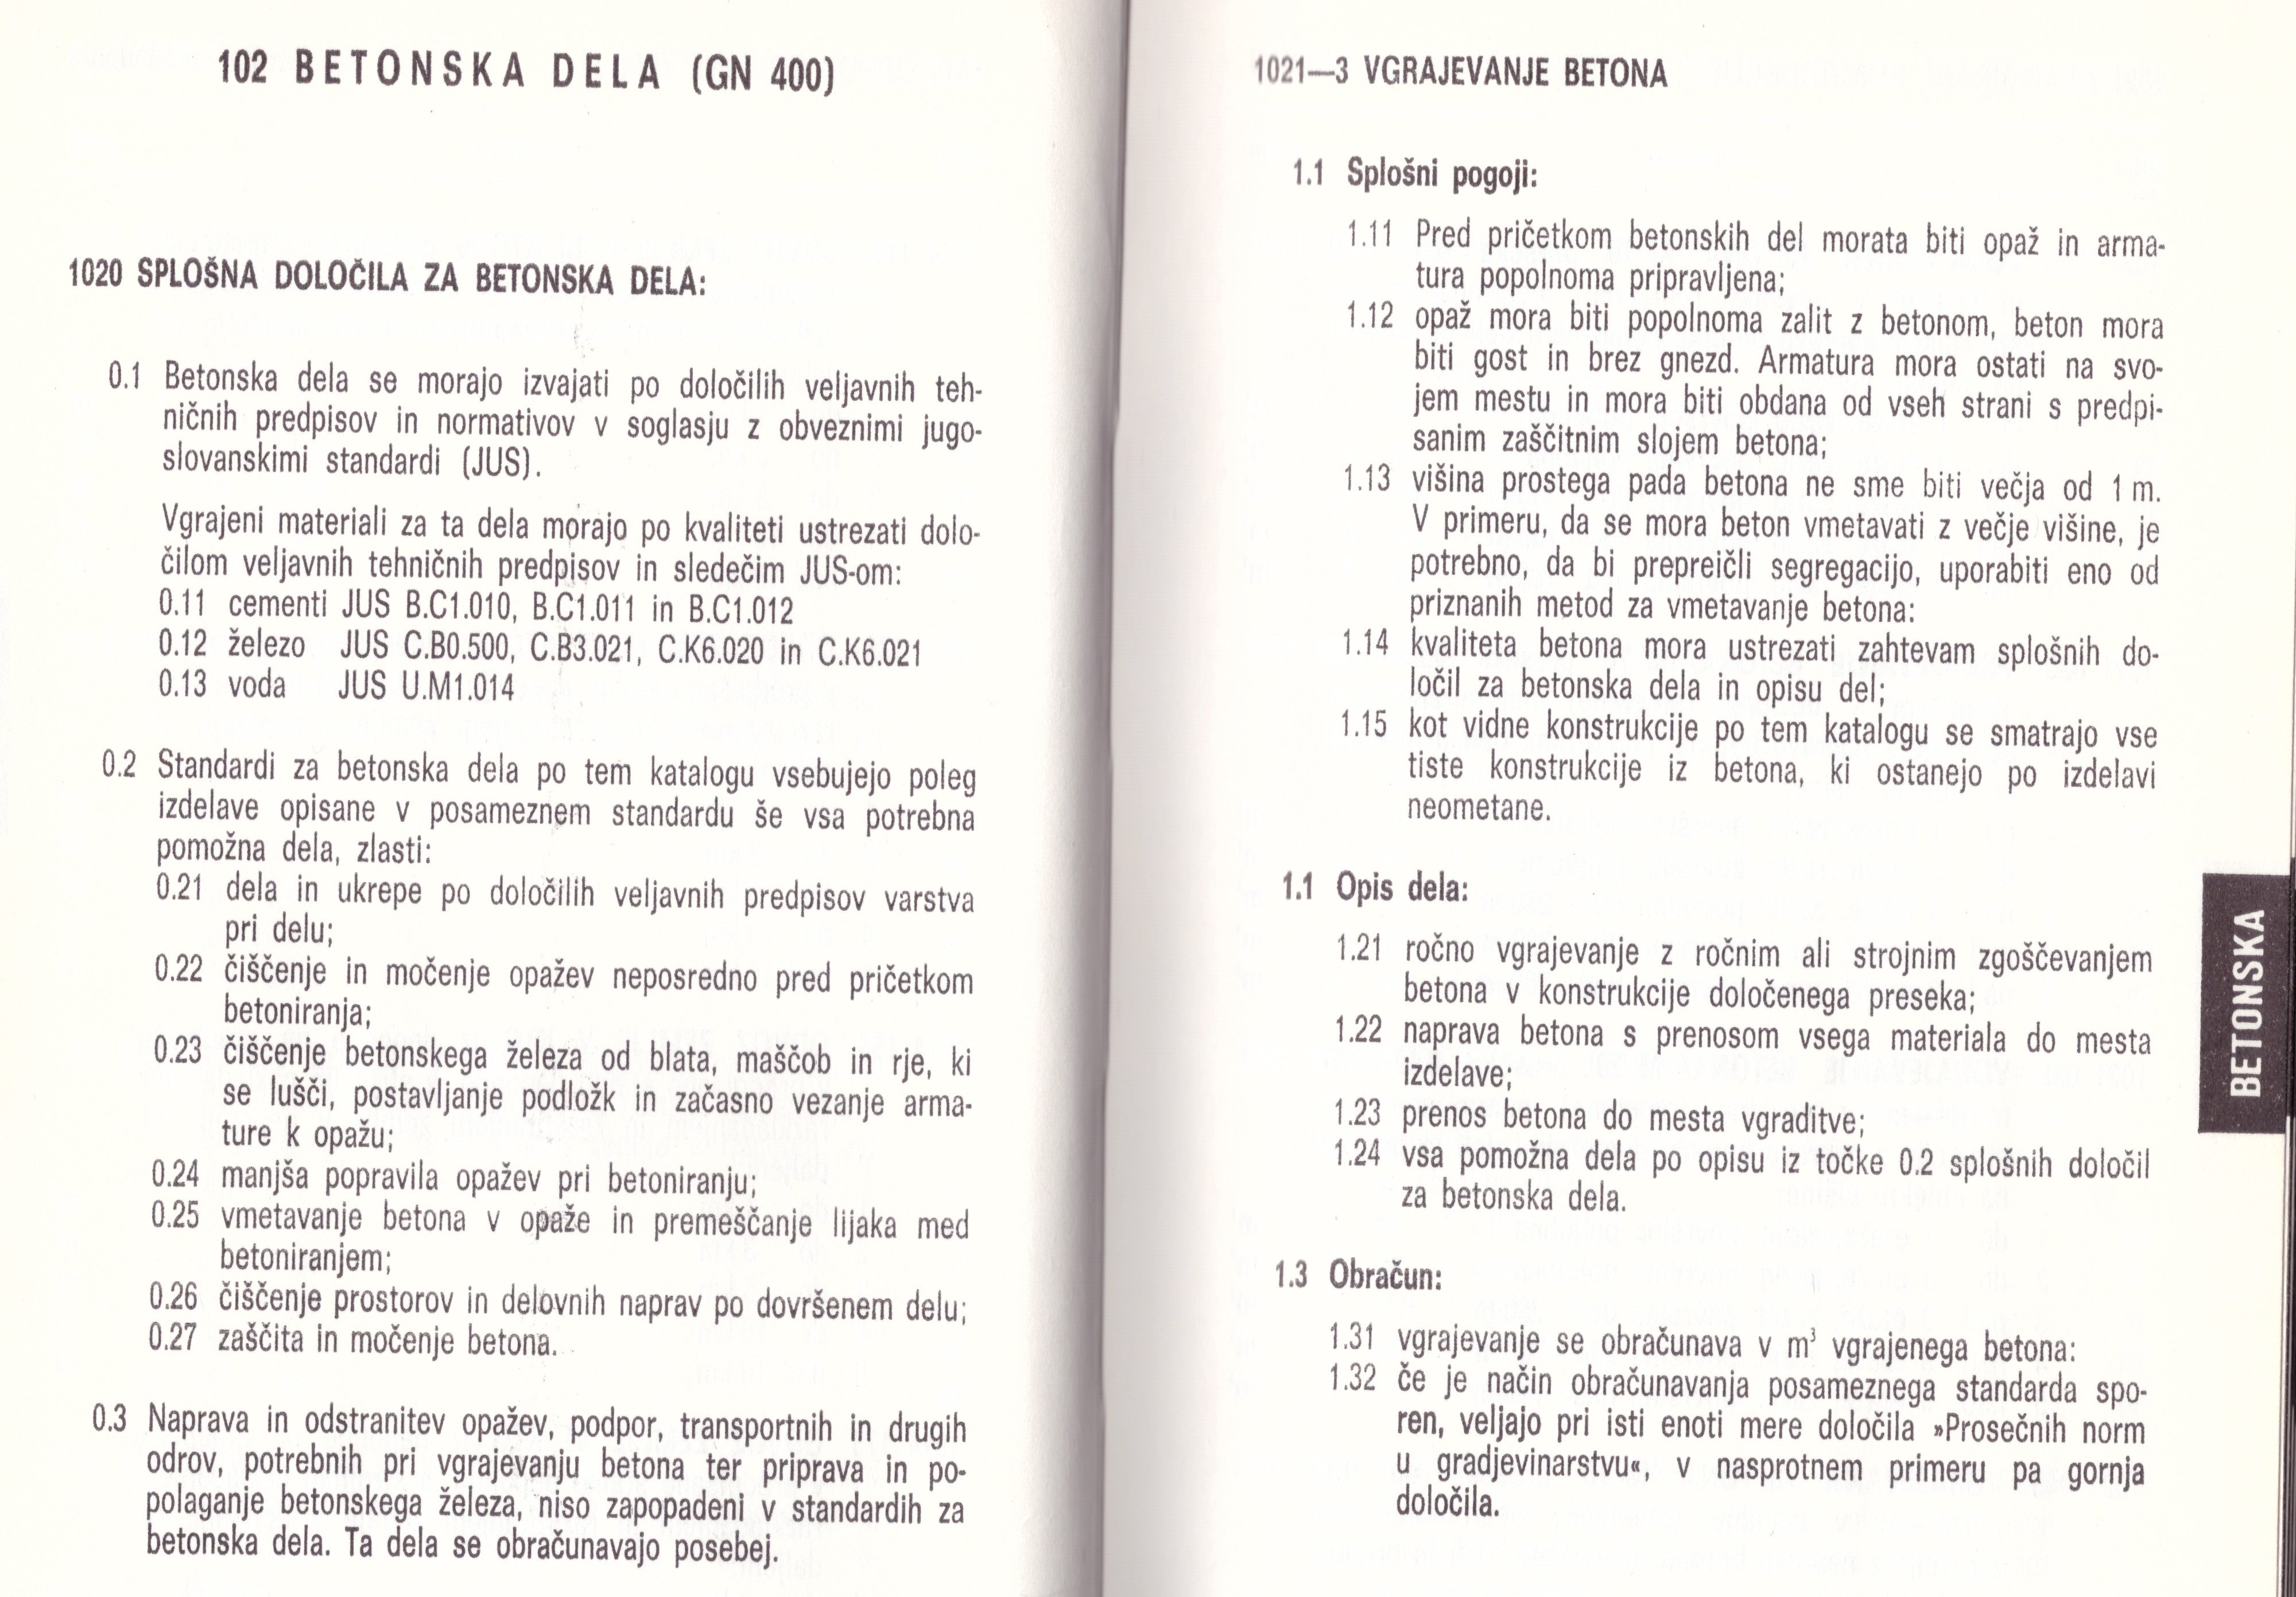 102 BETONSKA DELA (GN 400)
1020 SPLOŠNA DOLOČILA ZA BETONSKA DELA:
0.1 Betonska dela se morajo izvajati po določilih veljavnih teh-
ničnih predpisov in normativov v soglasju z obveznimi jugo-
slovanskimi standardi (JUS).
Vgrajeni materiali za ta dela morajo po kvaliteti ustrezati dolo-
čilom veljavnih tehničnih predpisov in sledečim JUS-om:
0.11 cementi JUS B.C1.010, B.C1.011 in B.C1.012
0.12 železo JUS C.B0.500, C.B3.021, C.K6.020 in C.K6.021
0.13 voda JUS U.M1.014
0.2 Standardi za betonska dela po tem katalogu vsebujejo poleg
izdelave opisane v posameznem standardu še vsa potrebna
pomožna dela, zlasti:
0.21 dela in ukrepe po določilih veljavnih predpisov varstva
pri delu;
0.22 čiščenje in močenje opažev neposredno pred pričetkom
betoniranja;
0.23 čiščenje betonskega železa od blata, maščob in rje, ki
se lušči, postavljanje podložk in začasno vezanje arma-
ture k opažu;
0.24 manjša popravila opažev pri betoniranju;
0.25 vmetavanje betona v opaže in premeščanje lijaka med
betoniranjem;
0.26 čiščenje prostorov in delovnih naprav po dovršenem delu;
0.27 zaščita in močenje betona.
0.3 Naprava in odstranitev opažev, podpor, transportnih in drugih
odrov, potrebnih pri vgrajevanju betona ter priprava in po-
polaganje betonskega železa, niso zapopadeni v standardih za
betonska dela. Ta dela se obračunavajo posebej.
1021—3 VGRAJEVANJE BETONA
1.1 Splošni pogoji:
1.11 Pred pričetkom betonskih del morata biti opaž in arma-
tura popolnoma pripravljena;
1.12 opaž mora biti popolnoma zalit z betonom, beton mora
biti gost in brez gnezd. Armatura mora ostati na svo-
jem mestu in mora biti obdana od vseh strani s predpi-
sanim zaščitnim slojem betona;
1.13 višina prostega pada betona ne sme biti večja od 1 m.
V primeru, da se mora beton vmetavati z večje višine, je
potrebno, da bi prepreičli segregacijo, uporabiti eno od
priznanih metod za vmetavanje betona:
1.14 kvaliteta betona mora ustrezati zahtevam splošnih do-
ločil za betonska dela in opisu del;
1.15 kot vidne konstrukcije po tem katalogu se smatrajo vse
tiste konstrukcije iz betona, ki ostanejo po izdelavi
neometane.
1.1 Opis dela:
1.21 ročno vgrajevanje z ročnim ali strojnim zgoščevanjem
betona v konstrukcije določenega preseka;
1.22 naprava betona s prenosom vsega materiala do mesta
izdelave;
1.23 prenos betona do mesta vgraditve;
1.24 vsa pomožna dela po opisu iz točke 0.2 splošnih določil
za betonska dela.
1.3 Obračun:
1.31 vgrajevanje se obračunava v m³ vgrajenega betona:
1.32 če je način obračunavanja posameznega standarda spo-
ren, veljajo pri isti enoti mere določila »Prosečnih norm
u gradjevinarstvu«, v nasprotnem primeru pa gornja
določila.
BETONSKA